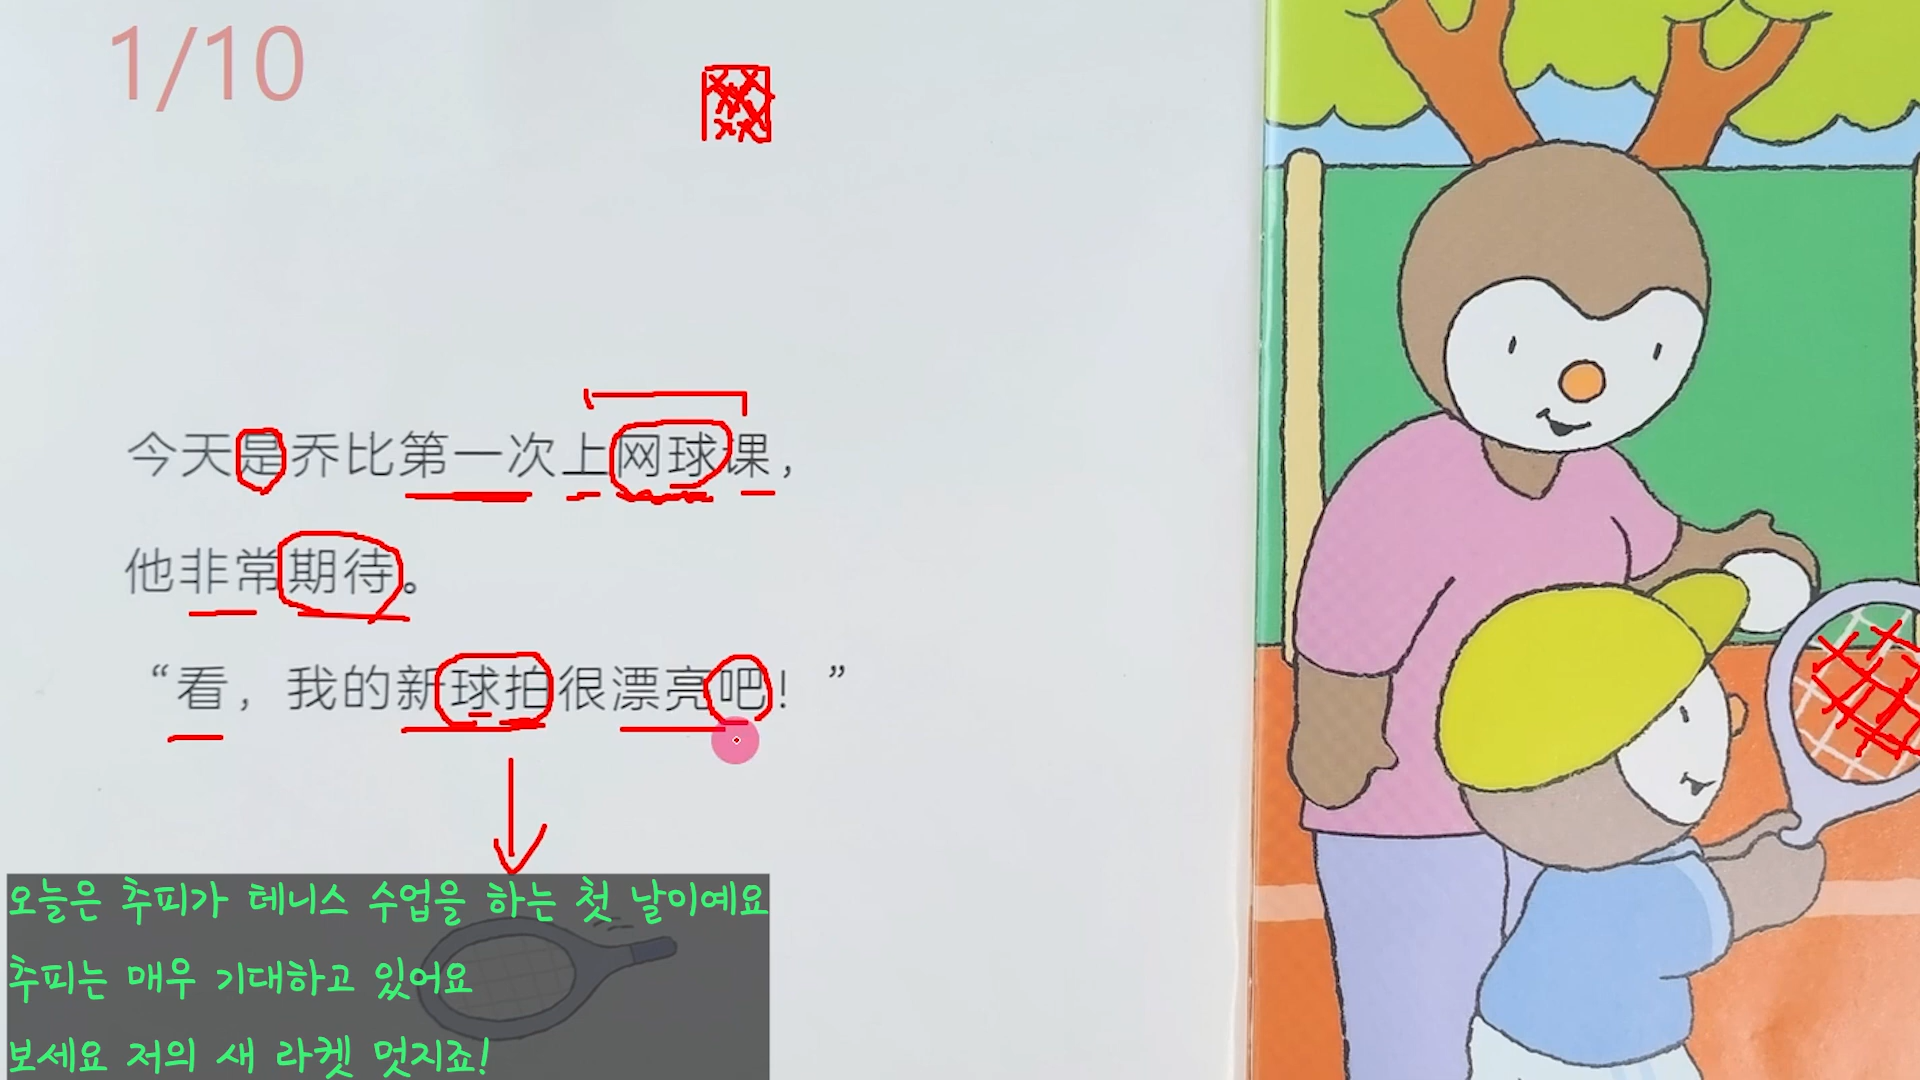 1/10
今天是乔比第一次上网球课，
他非常期待。
“看，我的新球拍很漂亮吧！”
오늘은 추피가 테니스 수업을 하는 첫 날이예요
추피는 매우 기대하고 있어요
보세요 저의 새 라켓 멋지죠!